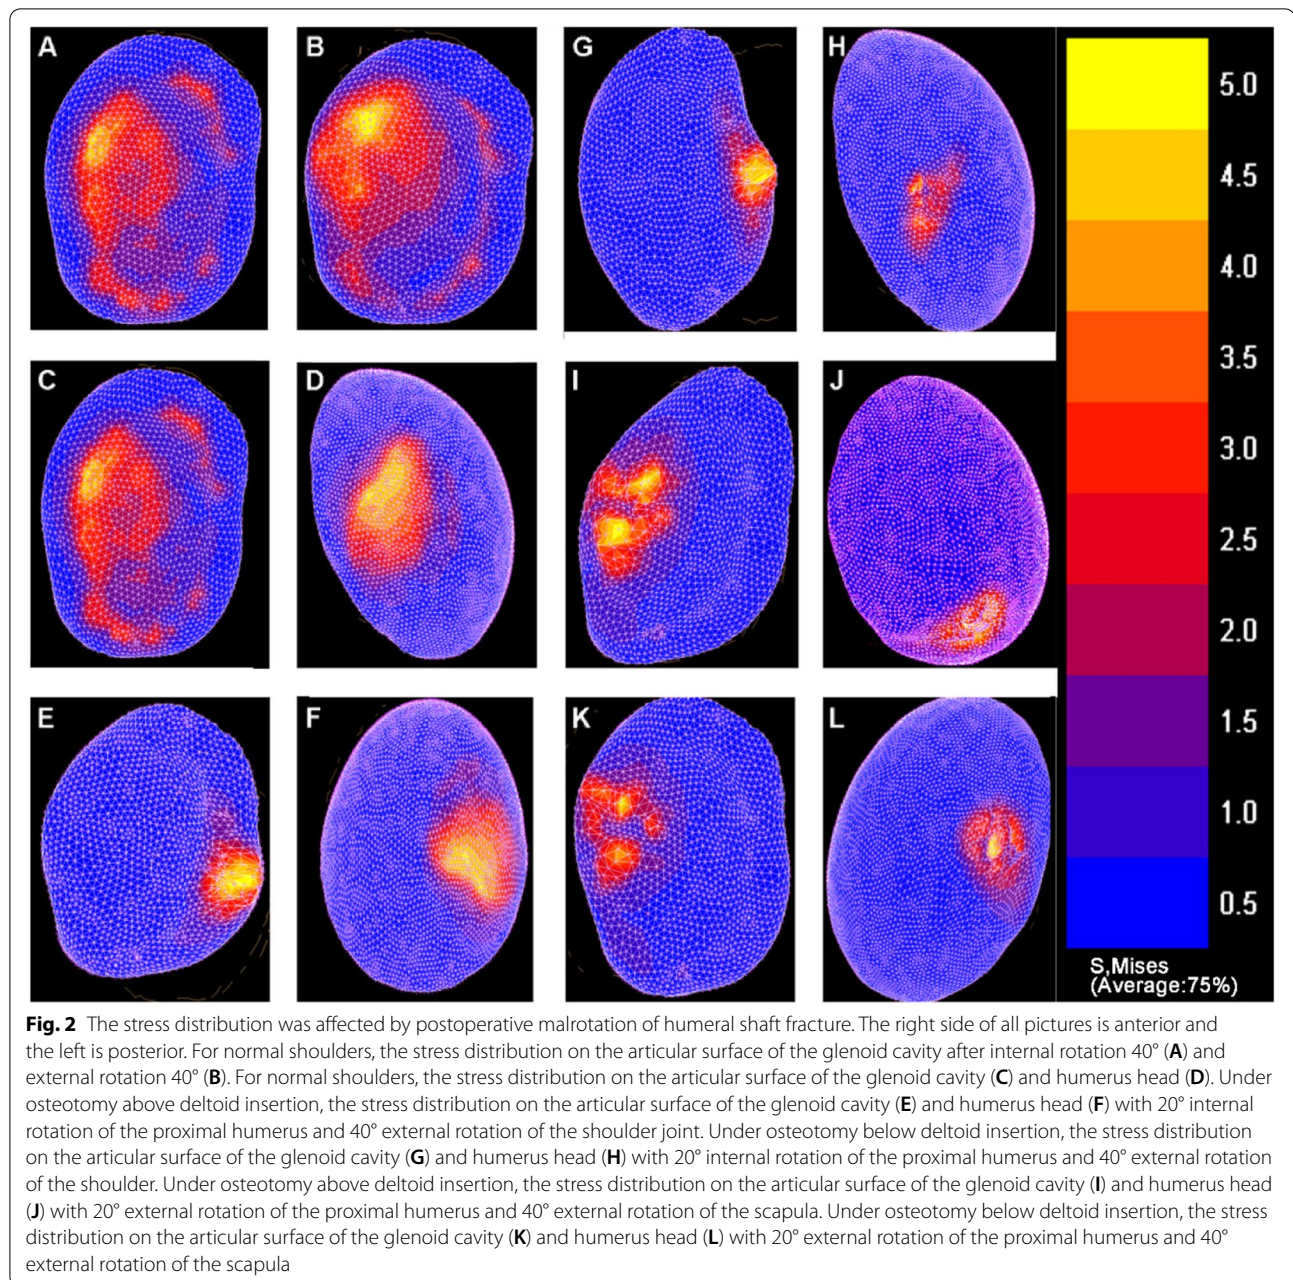 A
B
G
H
C
D
I
J
E
F
K
L
5.0
4.5
4.0
3.5
3.0
2.5
2.0
1.5
1.0
0.5
S,Mises
(Average:75%)
Fig. 2 The stress distribution was affected by postoperative malrotation of humeral shaft fracture. The right side of all pictures is anterior and
the left is posterior. For normal shoulders, the stress distribution on the articular surface of the glenoid cavity after internal rotation 40° (A) and
external rotation 40° (B). For normal shoulders, the stress distribution on the articular surface of the glenoid cavity (C) and humerus head (D). Under
osteotomy above deltoid insertion, the stress distribution on the articular surface of the glenoid cavity (E) and humerus head (F) with 20° internal
rotation of the proximal humerus and 40° external rotation of the shoulder joint. Under osteotomy below deltoid insertion, the stress distribution
on the articular surface of the glenoid cavity (G) and humerus head (H) with 20° internal rotation of the proximal humerus and 40° external rotation
of the shoulder. Under osteotomy above deltoid insertion, the stress distribution on the articular surface of the glenoid cavity (I) and humerus head
(J) with 20° external rotation of the proximal humerus and 40° external rotation of the scapula. Under osteotomy below deltoid insertion, the stress
distribution on the articular surface of the glenoid cavity (K) and humerus head (L) with 20° external rotation of the proximal humerus and 40°
external rotation of the scapula